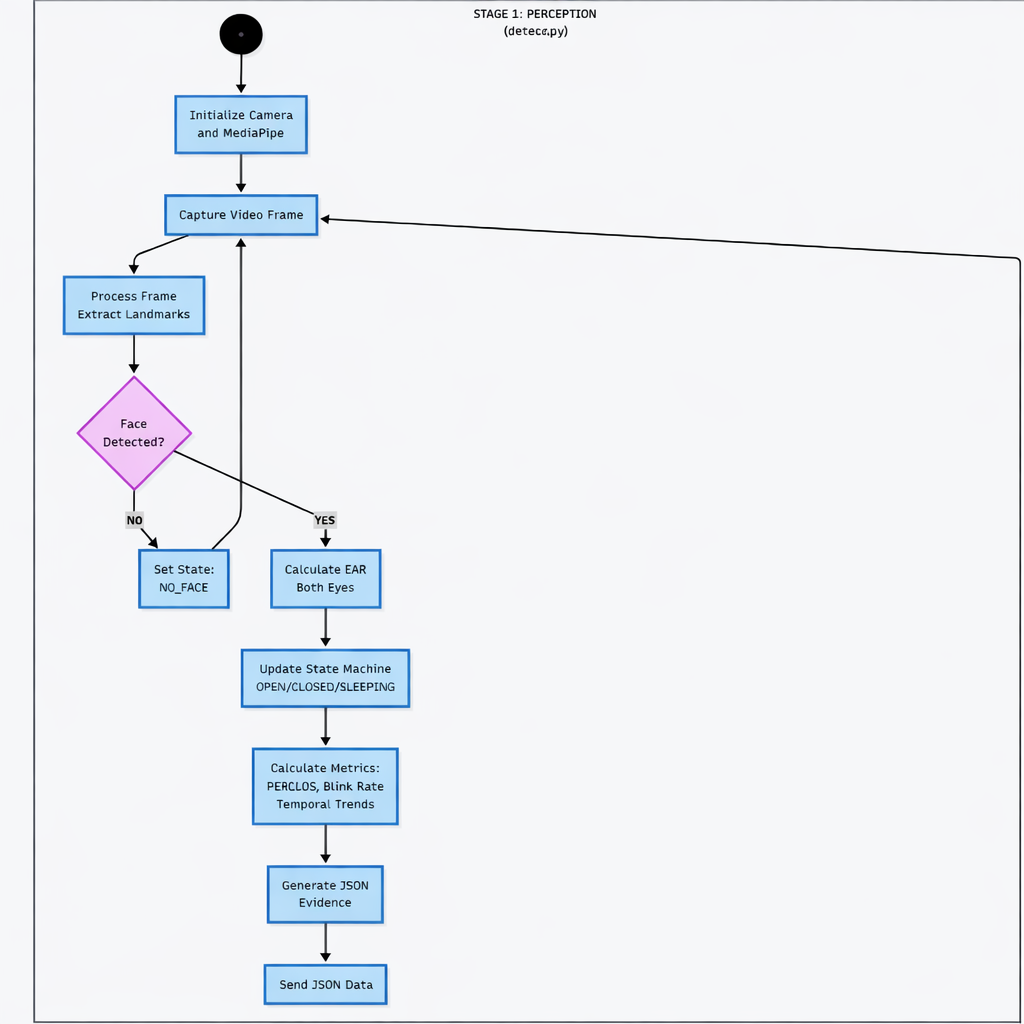 STAGE 1: PERCEPTION
Initialize Camera
and MediaPipe
Capture Video Frame
Process Frame
Extract Landmarks
Face
Detected?
NO
YES
Set State:
NO_FACE
Calculate EAR
Both Eyes
Update State Machine
OPEN/CLOSED/SLEEPING
Calculate Metrics:
PERCLOS, Blink Rate
Temporal Trends
Generate JSON
Evidence
Send JSON Data